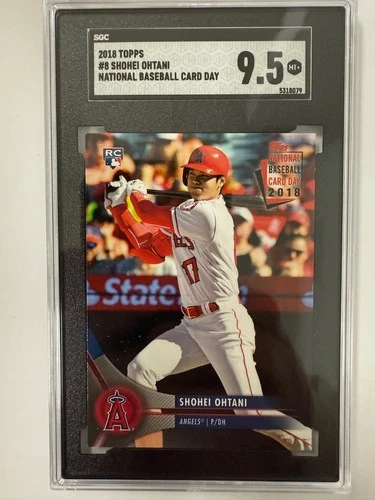 SGC
2018 TOPPS
#8 SHOHEI OHTANI
NATIONAL BASEBALL CARD DAY
9.5
MT+
5318079
RC
Topps
NATIONAL
BASEBALL
CARD DAY
2018
17
State
A
SHOHEI OHTANI
ANGELS® | P/DH